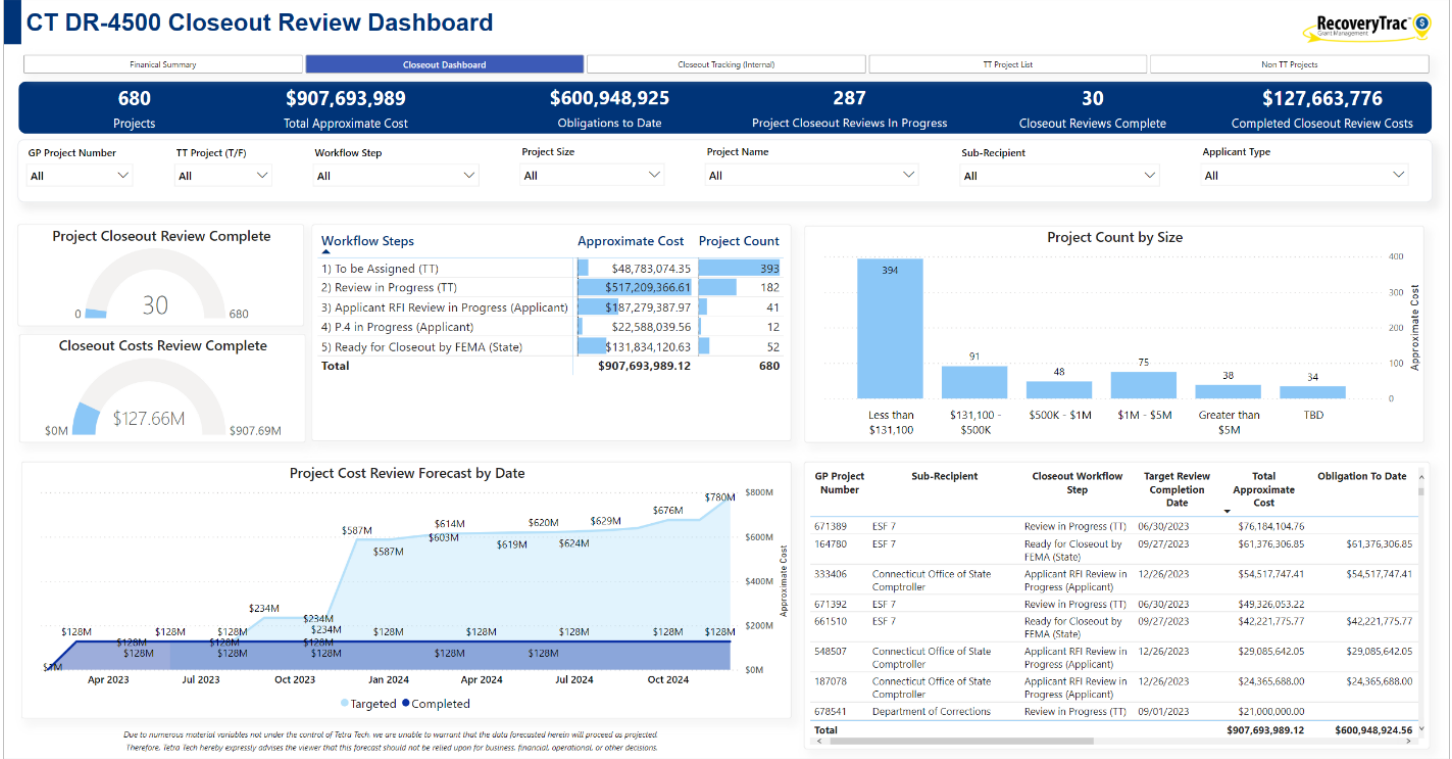 CT DR-4500 Closeout Review Dashboard
RecoveryTrac™
Grant Management
Finanical Summary
Closeout Dashboard
Closeout Tracking (Internal)
TT Project List
Non TT Projects
680 $907,693,989 $600,948,925 287 30 $127,663,776
Projects Total Approximate Cost Obligations to Date Project Closeout Reviews In Progress Closeout Reviews Complete Completed Closeout Review Costs
GP Project Number TT Project (T/F) Workflow Step Project Size Project Name Sub-Recipient Applicant Type
All All All All All All All
Project Closeout Review Complete
30
0 680
Closeout Costs Review Complete
$127.66M
$0M $907.69M
Workflow Steps Approximate Cost Project Count
1) To be Assigned (TT) $48,783,074.35 393
2) Review in Progress (TT) $517,209,366.61 182
3) Applicant RFI Review in Progress (Applicant) $187,279,387.97 41
4) P.4 in Progress (Applicant) $22,588,039.56 12
5) Ready for Closeout by FEMA (State) $131,834,120.63 52
Total $907,693,989.12 680
Project Count by Size
400
394
300
200
91 48 75 38 34
100
0
Approximate Cost
Less than $131,100 - $500K - $1M $1M - $5M Greater than TBD
$131,100 $500K $5M
Project Cost Review Forecast by Date
$800M
$780M
$676M
$587M $614M $620M $629M
$603M
$587M $619M $624M
$600M
$400M
Approximate Cost
$234M
$234M
$234M
$200M
$128M $128M $128M $128M $128M $128M $128M $128M
$128M $128M $128M
$128M $128M $128M $128M $128M
$0M
Apr 2023 Jul 2023 Oct 2023 Jan 2024 Apr 2024 Jul 2024 Oct 2024
Targeted Completed
GP Project Sub-Recipient Closeout Workflow Target Review Total Obligation To Date
Number Step Completion Approximate
Date Cost
671389 ESF 7 Review in Progress (TT) 06/30/2023 $76,184,104.76
164780 ESF 7 Ready for Closeout by 09/27/2023 $61,376,306.85 $61,376,306.85
FEMA (State)
333406 Connecticut Office of State Applicant RFI Review in 12/26/2023 $54,517,747.41 $54,517,747.41
Comptroller Progress (Applicant)
671392 ESF 7 Review in Progress (TT) 06/30/2023 $49,326,053.22
661510 ESF 7 Ready for Closeout by 09/27/2023 $42,221,775.77 $42,221,775.77
FEMA (State)
548507 Connecticut Office of State Applicant RFI Review in 12/26/2023 $29,085,642.05 $29,085,642.05
Comptroller Progress (Applicant)
187078 Connecticut Office of State Applicant RFI Review in 12/26/2023 $24,365,688.00 $24,365,688.00
Comptroller Progress (Applicant)
678541 Department of Corrections Review in Progress (TT) 09/01/2023 $21,000,000.00
Total $907,693,989.12 $600,948,924.56
Due to numerous material variables not under the control of Tetra Tech, we are unable to warrant that the data forecasted herein will proceed as projected.
Therefore, Tetra Tech hereby expressly advises the viewer that this forecast should not be relied upon for business, financial, operational, or other decisions.